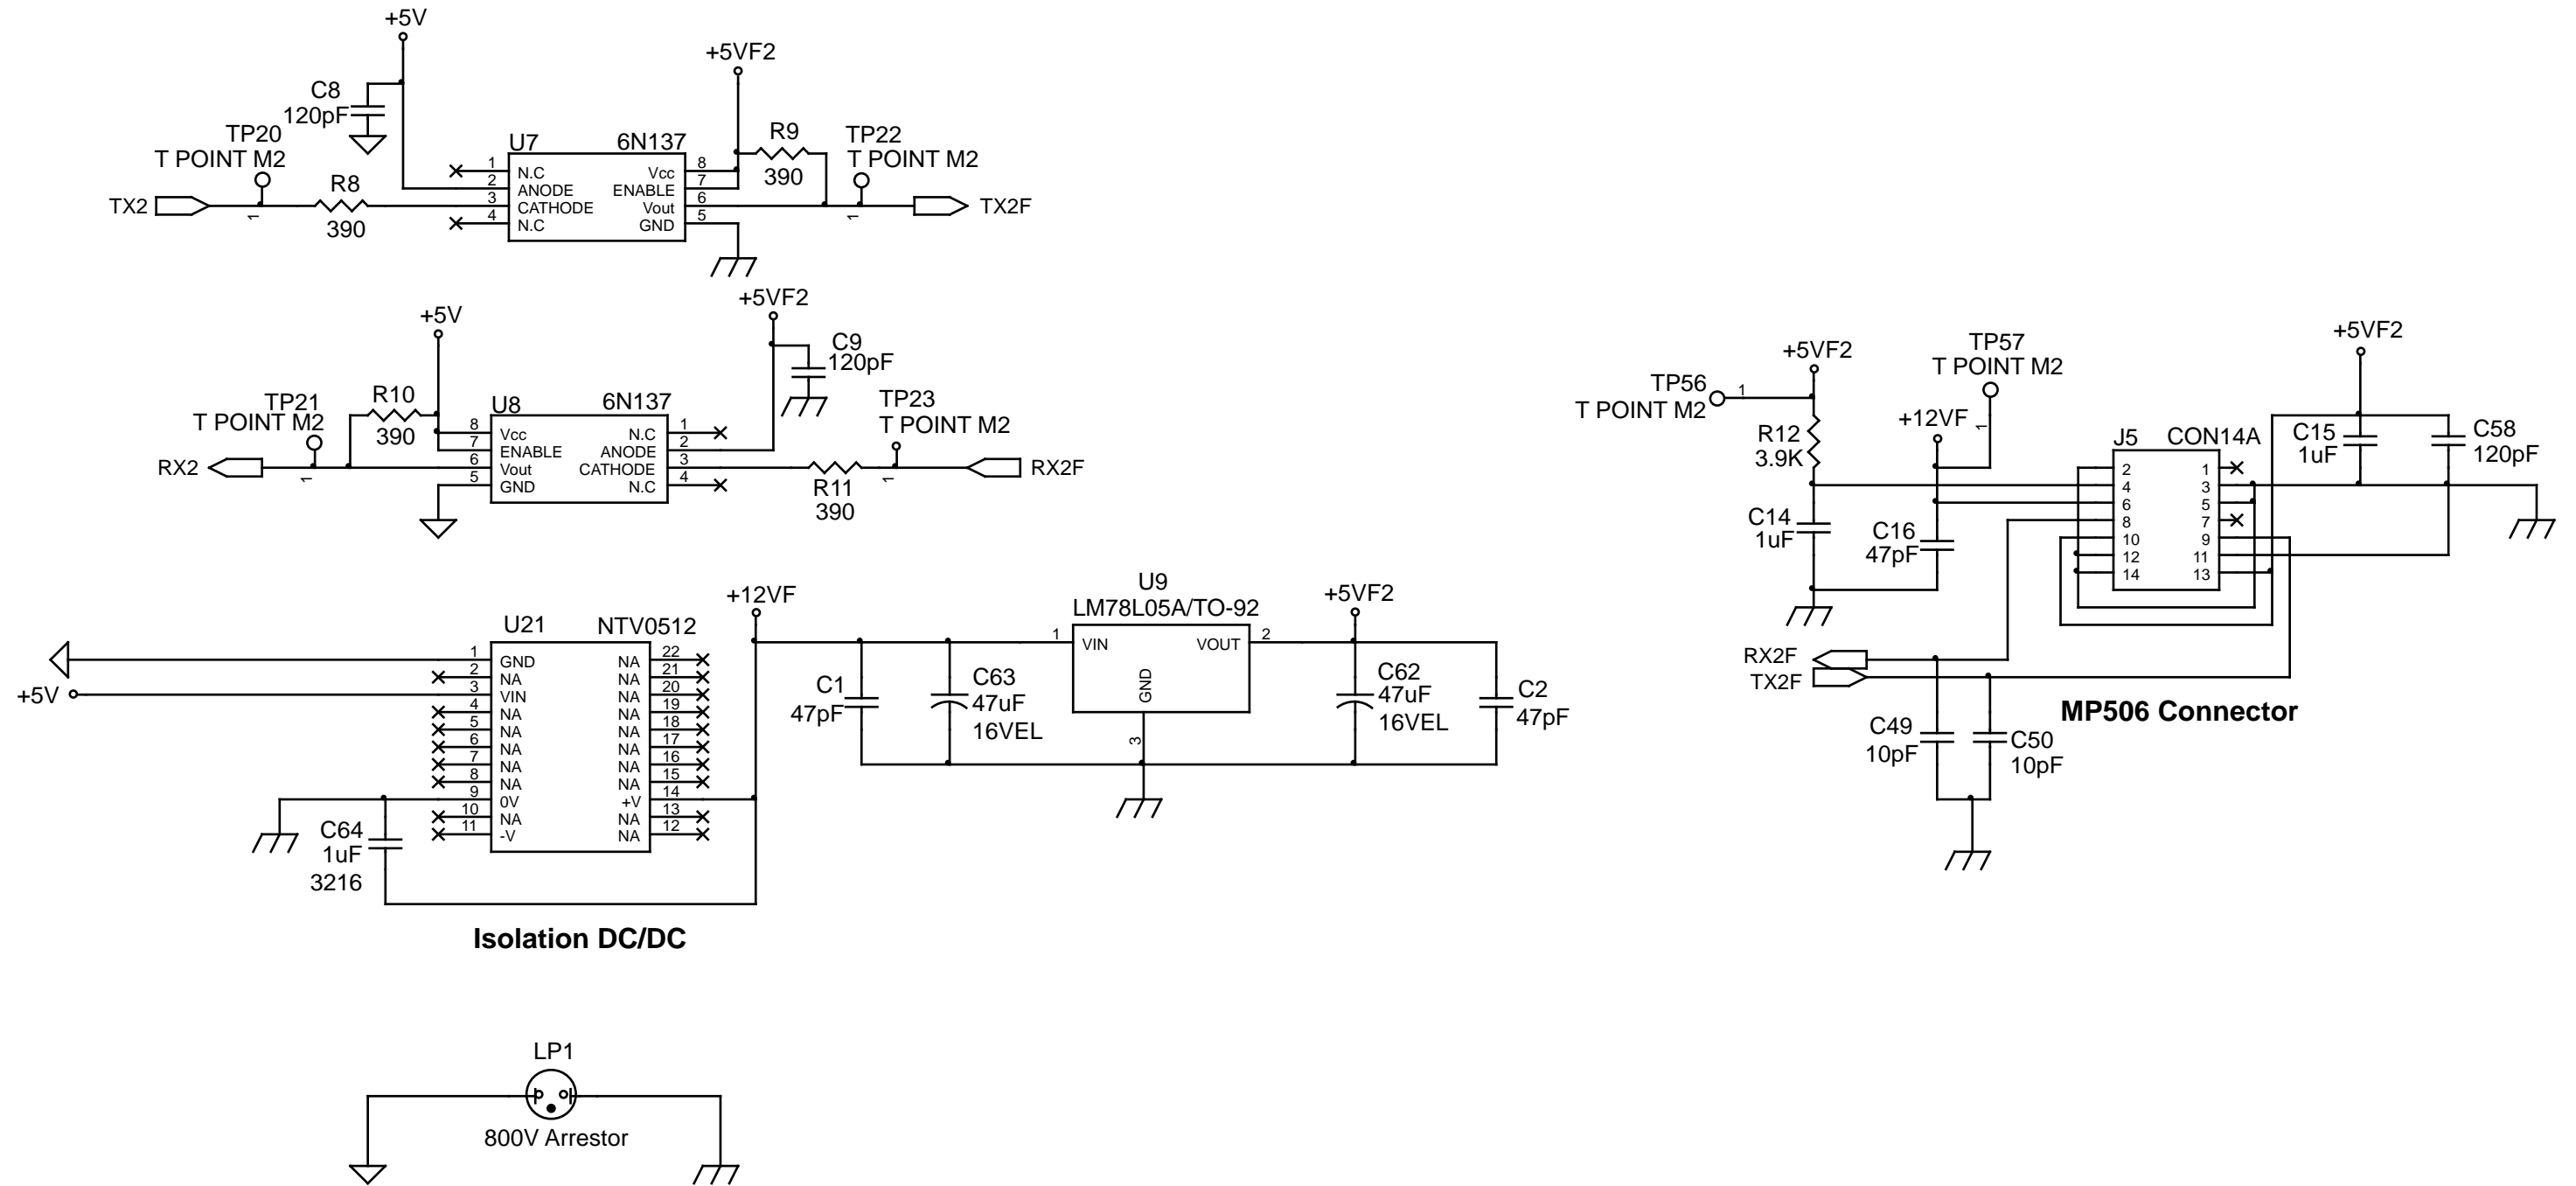 +5V
C8
120pF
TP20
T POINT M2
TX2
1
R8
390
U7
6N137
1
2
3
4
N.C
ANODE
CATHODE
N.C
Vcc
ENABLE
Vout
GND
8
7
6
5
+5VF2
R9
390
TP22
T POINT M2
1
TX2F
+5V
TP21
T POINT M2
RX2
1
R10
390
U8
6N137
8
7
6
5
Vcc
ENABLE
Vout
GND
N.C
ANODE
CATHODE
N.C
1
2
3
4
+5VF2
C9
120pF
R11
390
TP23
T POINT M2
1
RX2F
+5V
U21
NTV0512
1
2
3
4
5
6
7
8
9
10
11
GND
NA
VIN
NA
NA
NA
NA
NA
0V
NA
-V
NA
NA
NA
NA
NA
NA
NA
NA
+V
NA
NA
22
21
20
19
18
17
16
15
14
13
12
C64
1uF
3216
Isolation DC/DC
+12VF
C1
47pF
C63
47uF
16VEL
U9
LM78L05A/TO-92
1
VIN
VOUT
2
GND
3
+5VF2
C62
47uF
16VEL
C2
47pF
LP1
800V Arrestor
TP56
T POINT M2
1
+5VF2
R12
3.9K
C14
1uF
TP57
T POINT M2
1
+12VF
C16
47pF
J5
CON14A
2
4
6
8
10
12
14
1
3
5
7
9
11
13
+5VF2
C15
1uF
C58
120pF
RX2F
TX2F
C49
10pF
C50
10pF
MP506 Connector